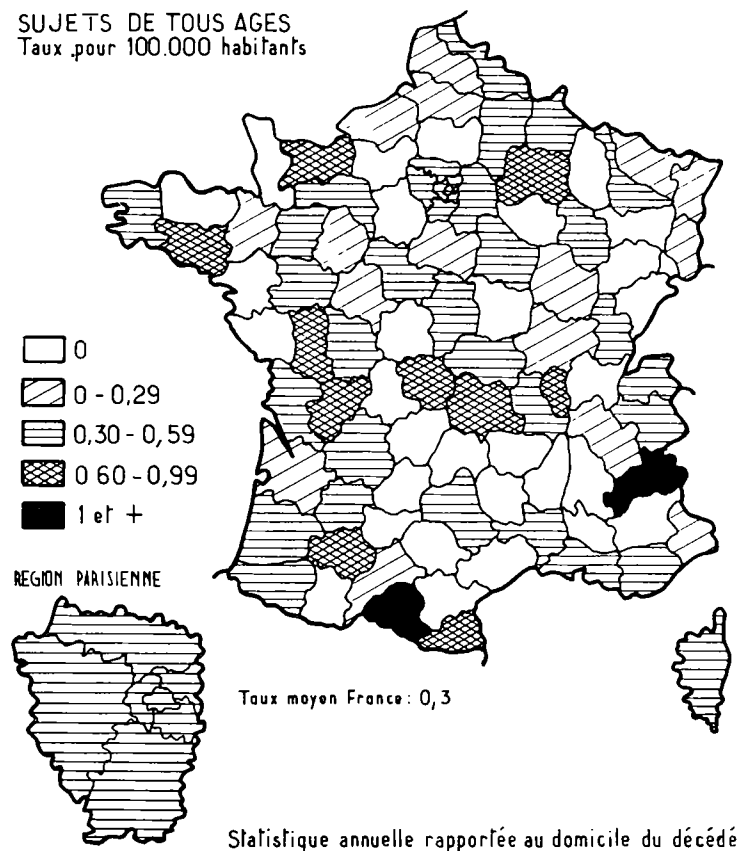 SUJETS DE TOUS AGES
Taux pour 100.000 habitants
0
0 - 0,29
0,30 - 0,59
0 60 - 0,99
1 et +
REGION PARISIENNE
Taux moyen France : 0,3
Statistique annuelle rapportée au domicile du décédé